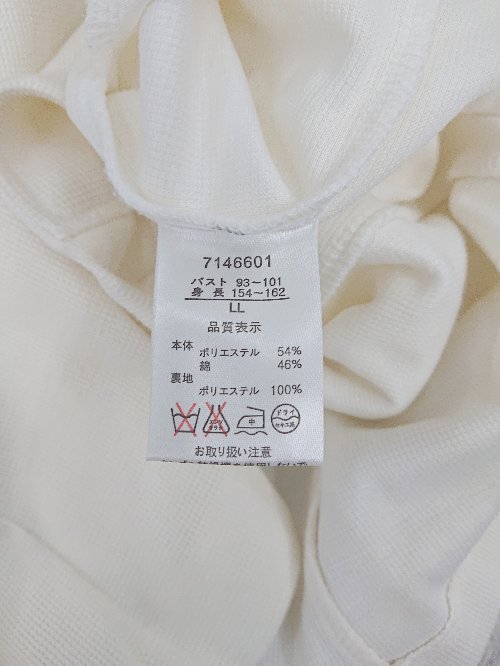 7146601
バスト 93～101
身長 154～162
LL
品質表示
本体 ポリエステル 54%
綿 46%
裏地
ポリエステル 100%
中 ドライ セキユ系
お取り扱い注意